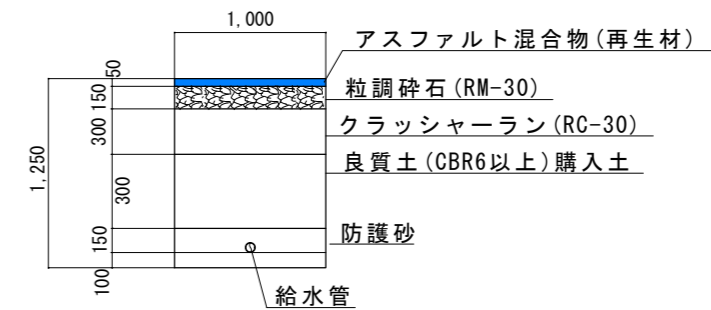 1,000
アスファルト混合物(再生材)
50
粒調砕石(RM-30)
150
クラッシャーラン(RC-30)
300
良質土(CBR6以上)購入土
1,250
300
防護砂
150
100
給水管